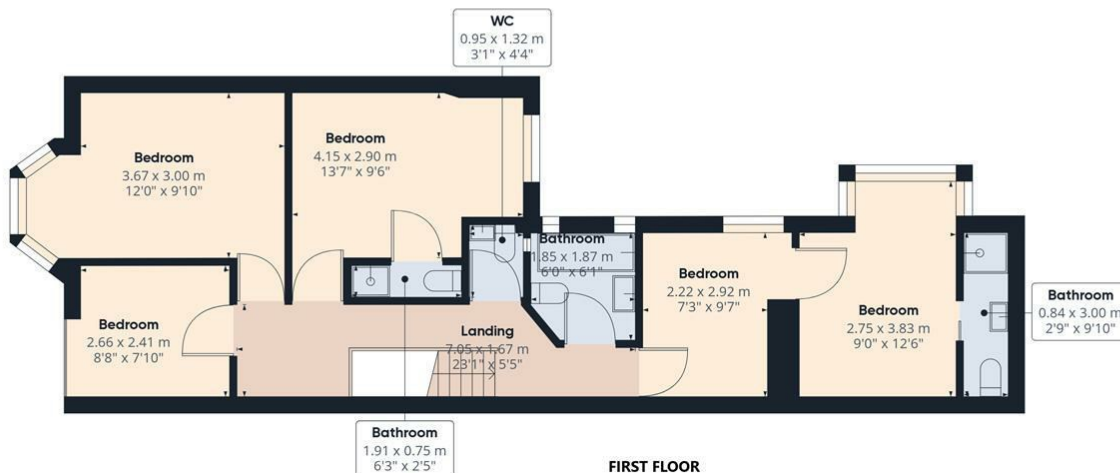 WC
0.95 x 1.32 m
3'1" x 4'4"
Bedroom
3.67 x 3.00 m
12'0" x 9'10"
Bedroom
4.15 x 2.90 m
13'7" x 9'6"
Bathroom
1.85 x 1.87 m
6'0" x 6'1"
Bedroom
2.22 x 2.92 m
7'3" x 9'7"
Bedroom
2.75 x 3.83 m
9'0" x 12'6"
Bathroom
0.84 x 3.00 m
2'9" x 9'10"
Bedroom
2.66 x 2.41 m
8'8" x 7'10"
Landing
7.05 x 1.67 m
23'1" x 5'5"
Bathroom
1.91 x 0.75 m
6'3" x 2'5"
FIRST FLOOR